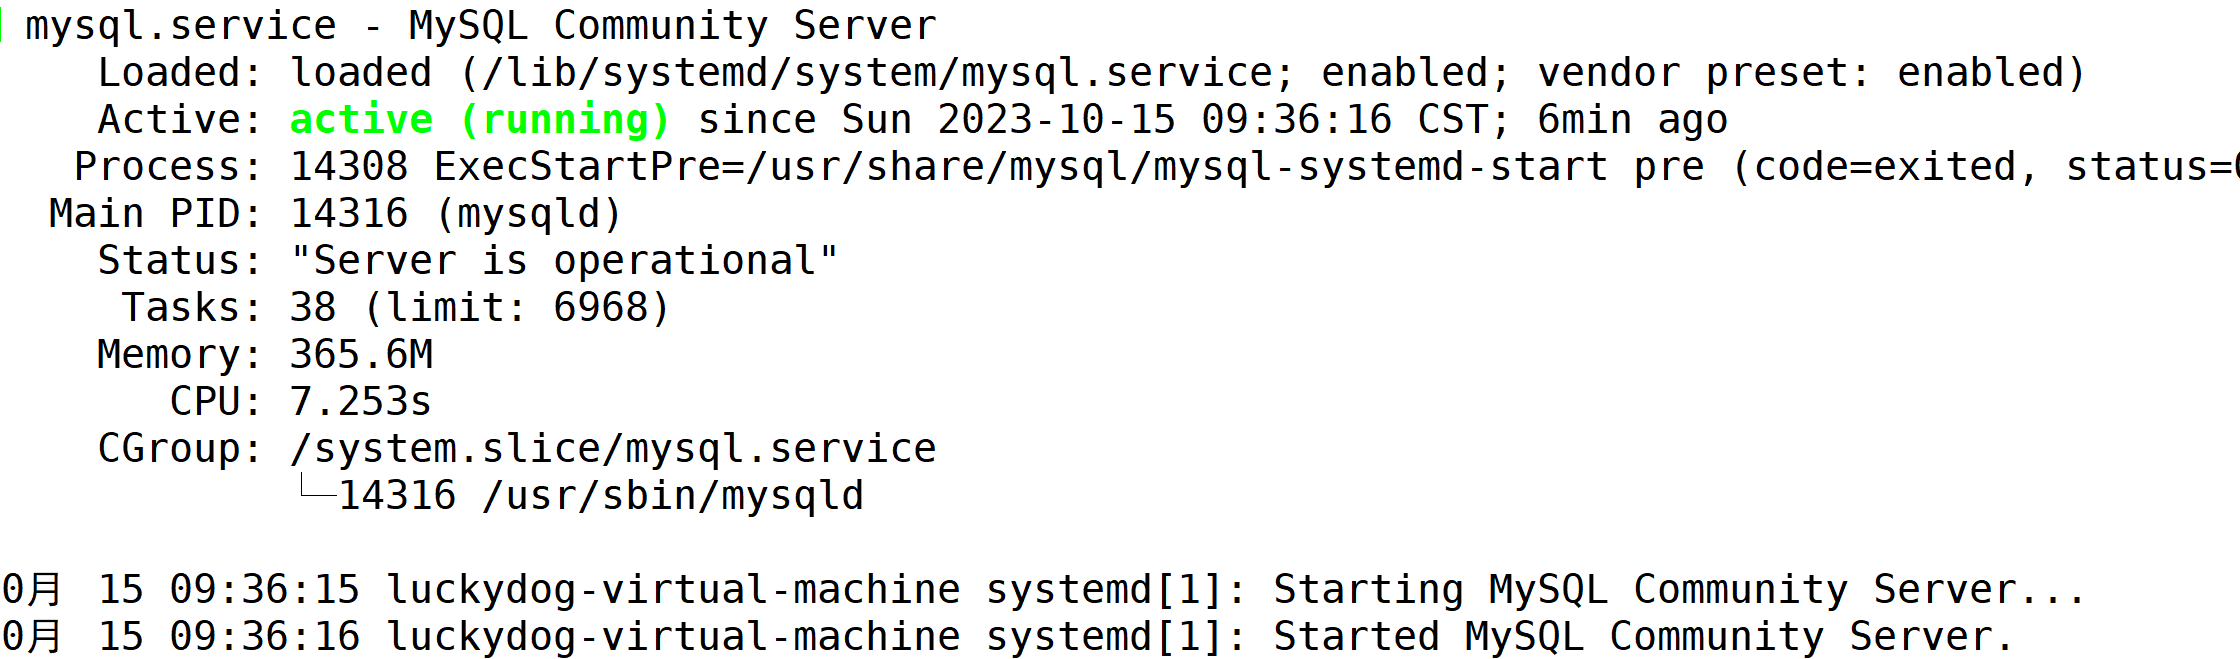 mysql.service - MySQL Community Server
Loaded: loaded (/lib/systemd/system/mysql.service; enabled; vendor preset: enabled)
Active: active (running) since Sun 2023-10-15 09:36:16 CST; 6min ago
Process: 14308 ExecStartPre=/usr/share/mysql/mysql-systemd-start pre (code=exited, status=0
Main PID: 14316 (mysqld)
Status: "Server is operational"
Tasks: 38 (limit: 6968)
Memory: 365.6M
CPU: 7.253s
CGroup: /system.slice/mysql.service
└─14316 /usr/sbin/mysqld
0月 15 09:36:15 luckydog-virtual-machine systemd[1]: Starting MySQL Community Server...
0月 15 09:36:16 luckydog-virtual-machine systemd[1]: Started MySQL Community Server.